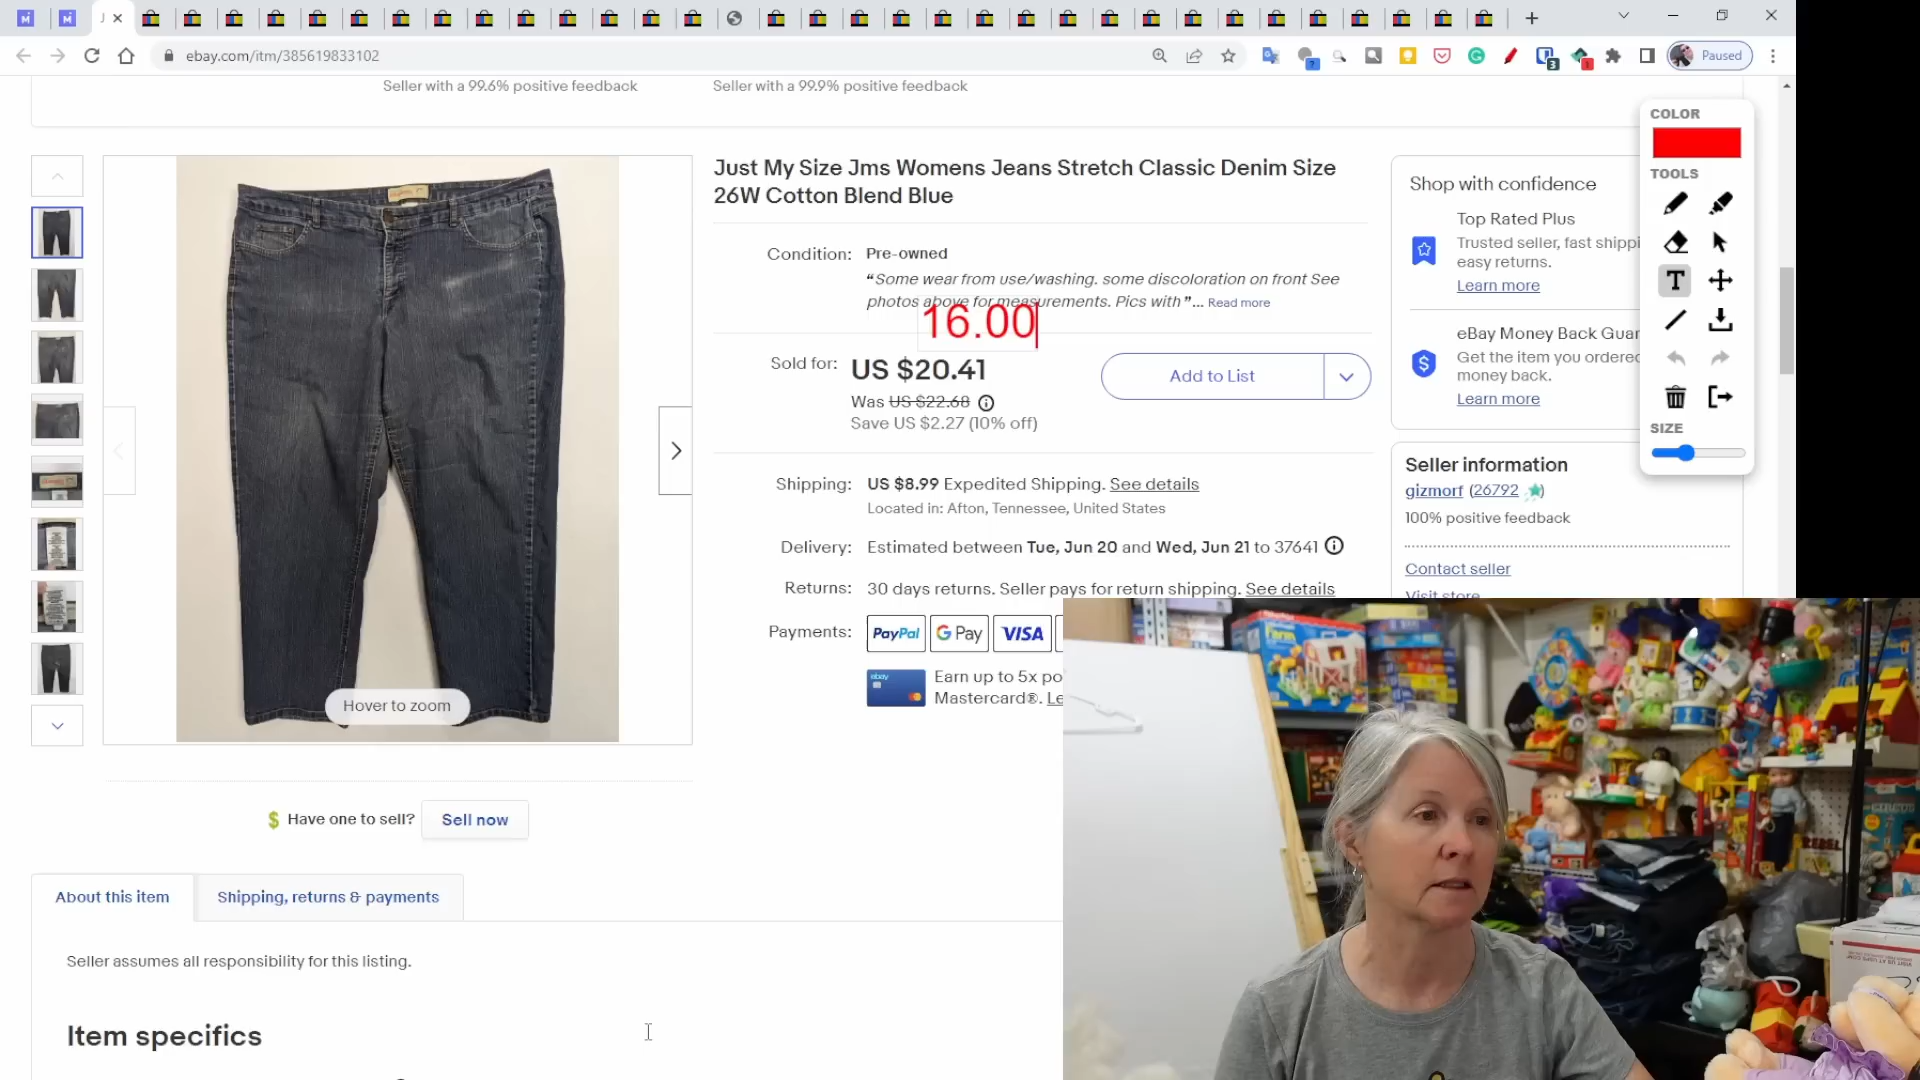 ebay.com/itm/385619833102
Paused
Seller with a 99.6% positive feedback
Seller with a 99.9% positive feedback
Just My Size Jms Womens Jeans Stretch Classic Denim Size
26W Cotton Blend Blue
Condition: Pre-owned
“Some wear from use/washing. some discoloration on front See
photos above for measurements. Pics with”... Read more
16.00
Sold for: US $20.41
Was US $22.68
Save US $2.27 (10% off)
Add to List
Shipping: US $8.99 Expedited Shipping. See details
Located in: Afton, Tennessee, United States
Delivery: Estimated between Tue, Jun 20 and Wed, Jun 21 to 37641
Returns: 30 days returns. Seller pays for return shipping. See details
Payments: PayPal G Pay VISA
ebay
Earn up to 5x po
Mastercard®. Le
Hover to zoom
Have one to sell? Sell now
About this item
Shipping, returns & payments
Seller assumes all responsibility for this listing.
Item specifics
Shop with confidence
Top Rated Plus
Trusted seller, fast shippi
easy returns.
Learn more
eBay Money Back Guar
Get the item you ordere
money back.
Learn more
Seller information
gizmorf (26792)
100% positive feedback
Contact seller
Visit store
COLOR
TOOLS
T
SIZE
Farm
REBEL